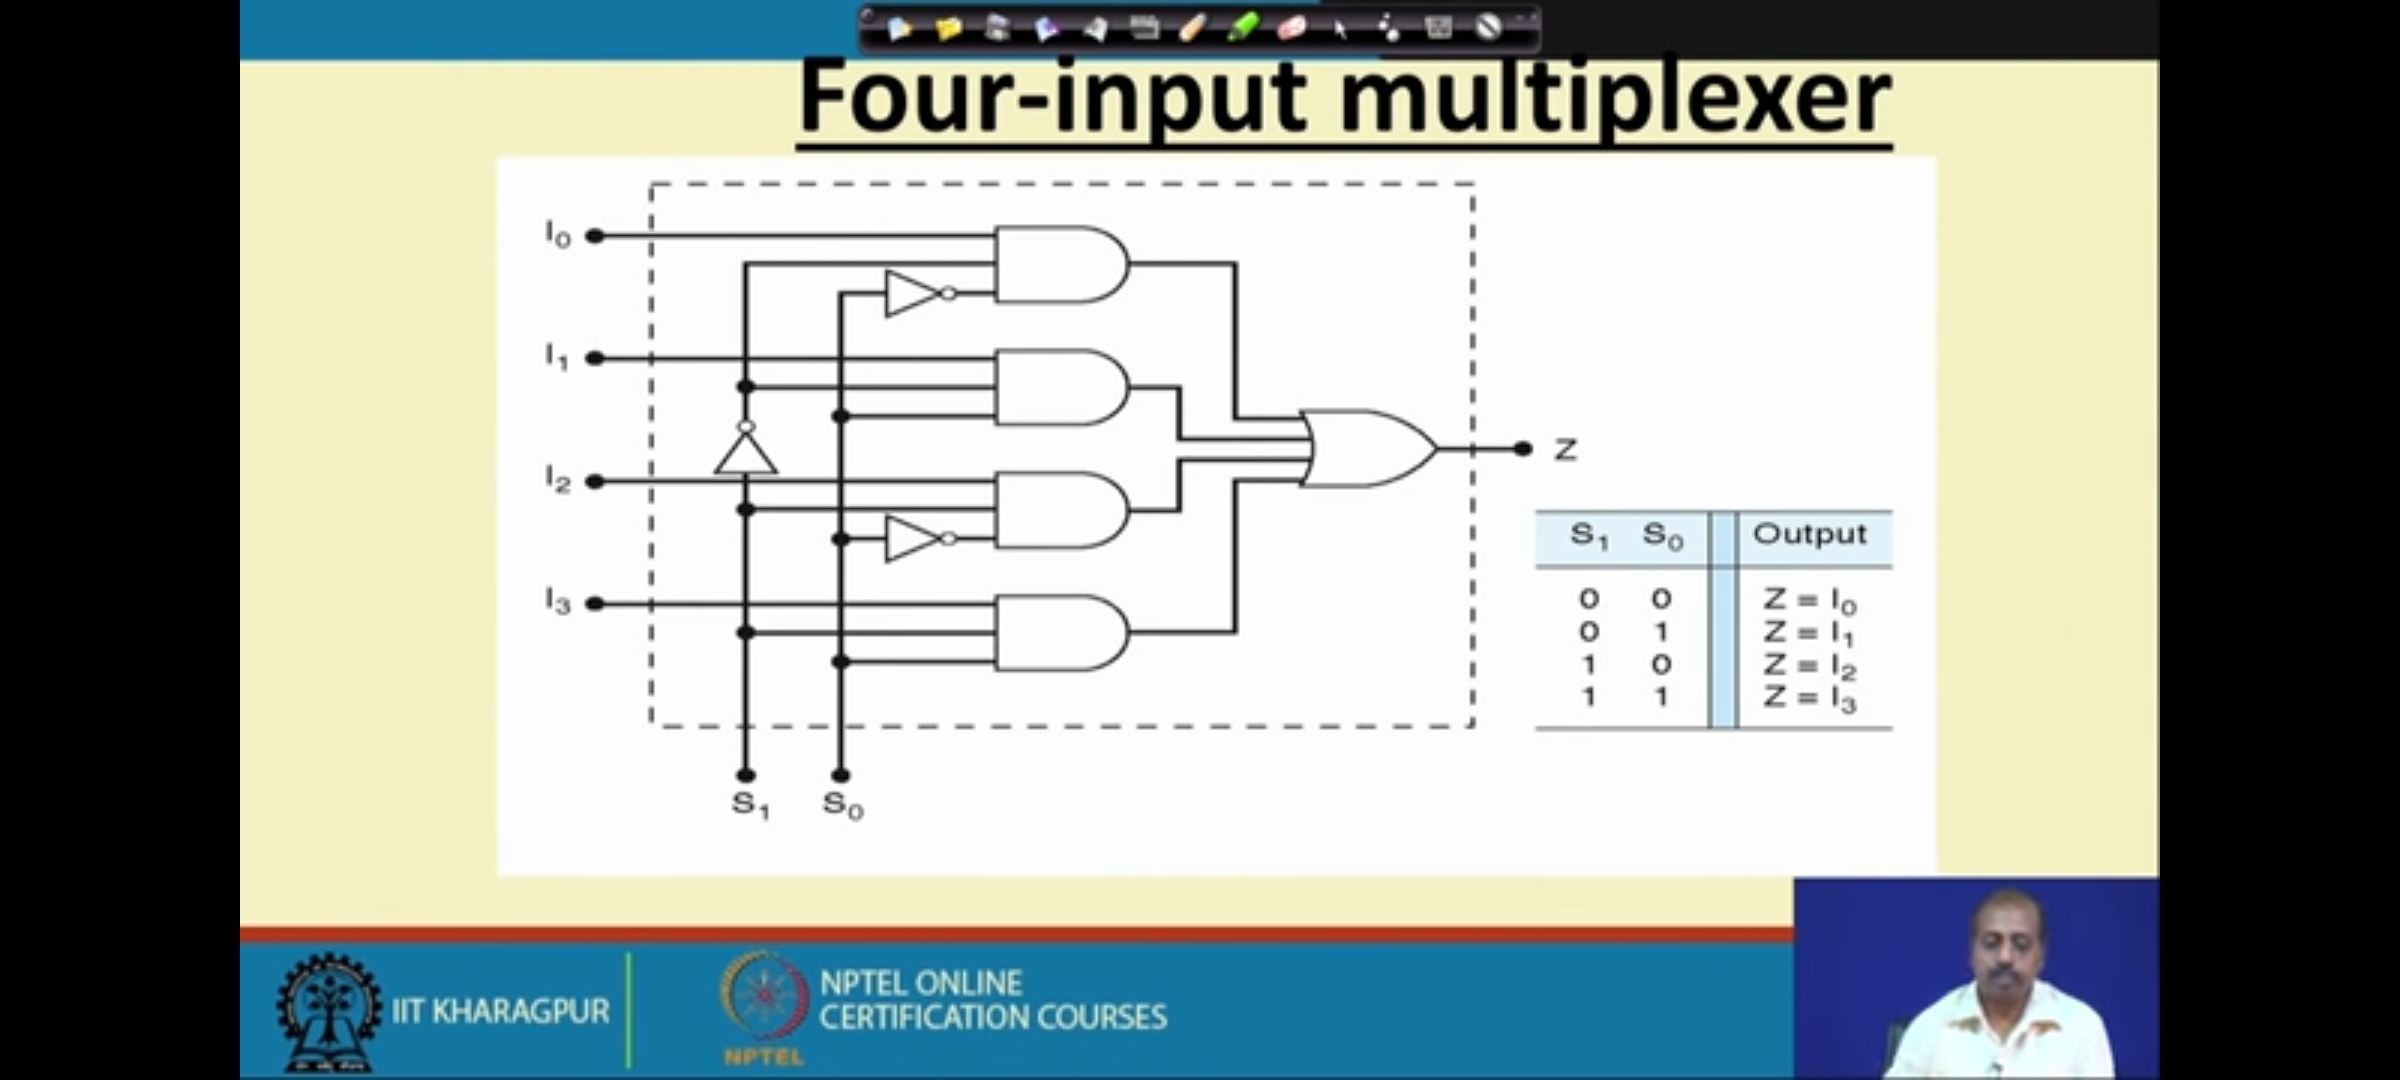 Four-input multiplexer
I₀
I₁
I₂
I₃
Z
S₁ S₀ Output
0 0 Z = I₀
0 1 Z = I₁
1 0 Z = I₂
1 1 Z = I₃
S₁ S₀
IIT KHARAGPUR
NPTEL
NPTEL ONLINE
CERTIFICATION COURSES